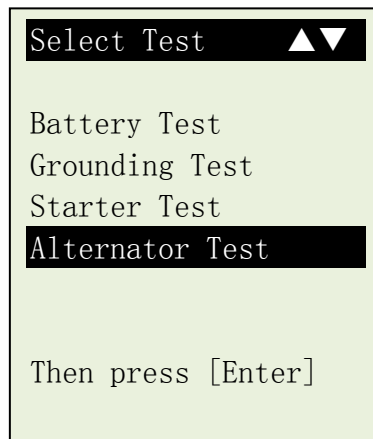 Select Test ▲▼
Battery Test
Grounding Test
Starter Test
Alternator Test
Then press [Enter]